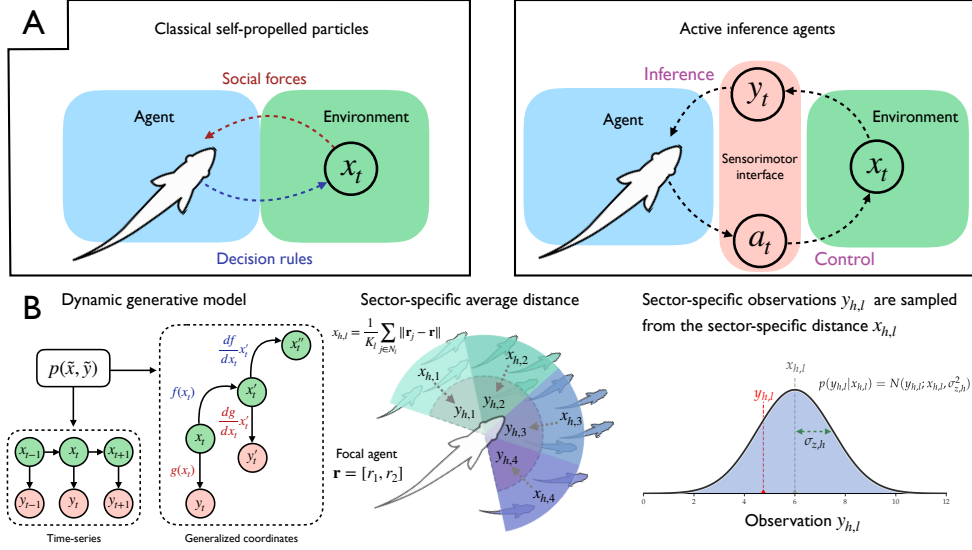 A
Classical self-propelled particles
Social forces
Agent
Environment
x_t
Decision rules
Active inference agents
Inference
y_t
Agent
Environment
Sensorimotor
interface
x_t
a_t
Control
B
Dynamic generative model
p(x̃, ỹ)
x_{t−1} x_t x_{t+1}
y_{t−1} y_t y_{t+1}
Time-series
x''_t
df/dx_t x'_t
f(x_t)
x'_t
dg/dx_t x'_t
x_t
y'_t
g(x_t)
y_t
Generalized coordinates
Sector-specific average distance
x_{h,l} = 1/K_l ∑_{j∈N_l} ‖r_j − r‖
x_{h,1}
x_{h,2}
x_{h,3}
x_{h,4}
y_{h,1}
y_{h,2}
y_{h,3}
y_{h,4}
Focal agent
r = [r_1, r_2]
Sector-specific observations y_{h,l} are sampled
from the sector-specific distance x_{h,l}
x_{h,l}
p(y_{h,l}|x_{h,l}) = N(y_{h,l}; x_{h,l}, σ²_{z,h})
y_{h,l}
σ_{z,h}
0 2 4 6 8 10 12
Observation y_{h,l}